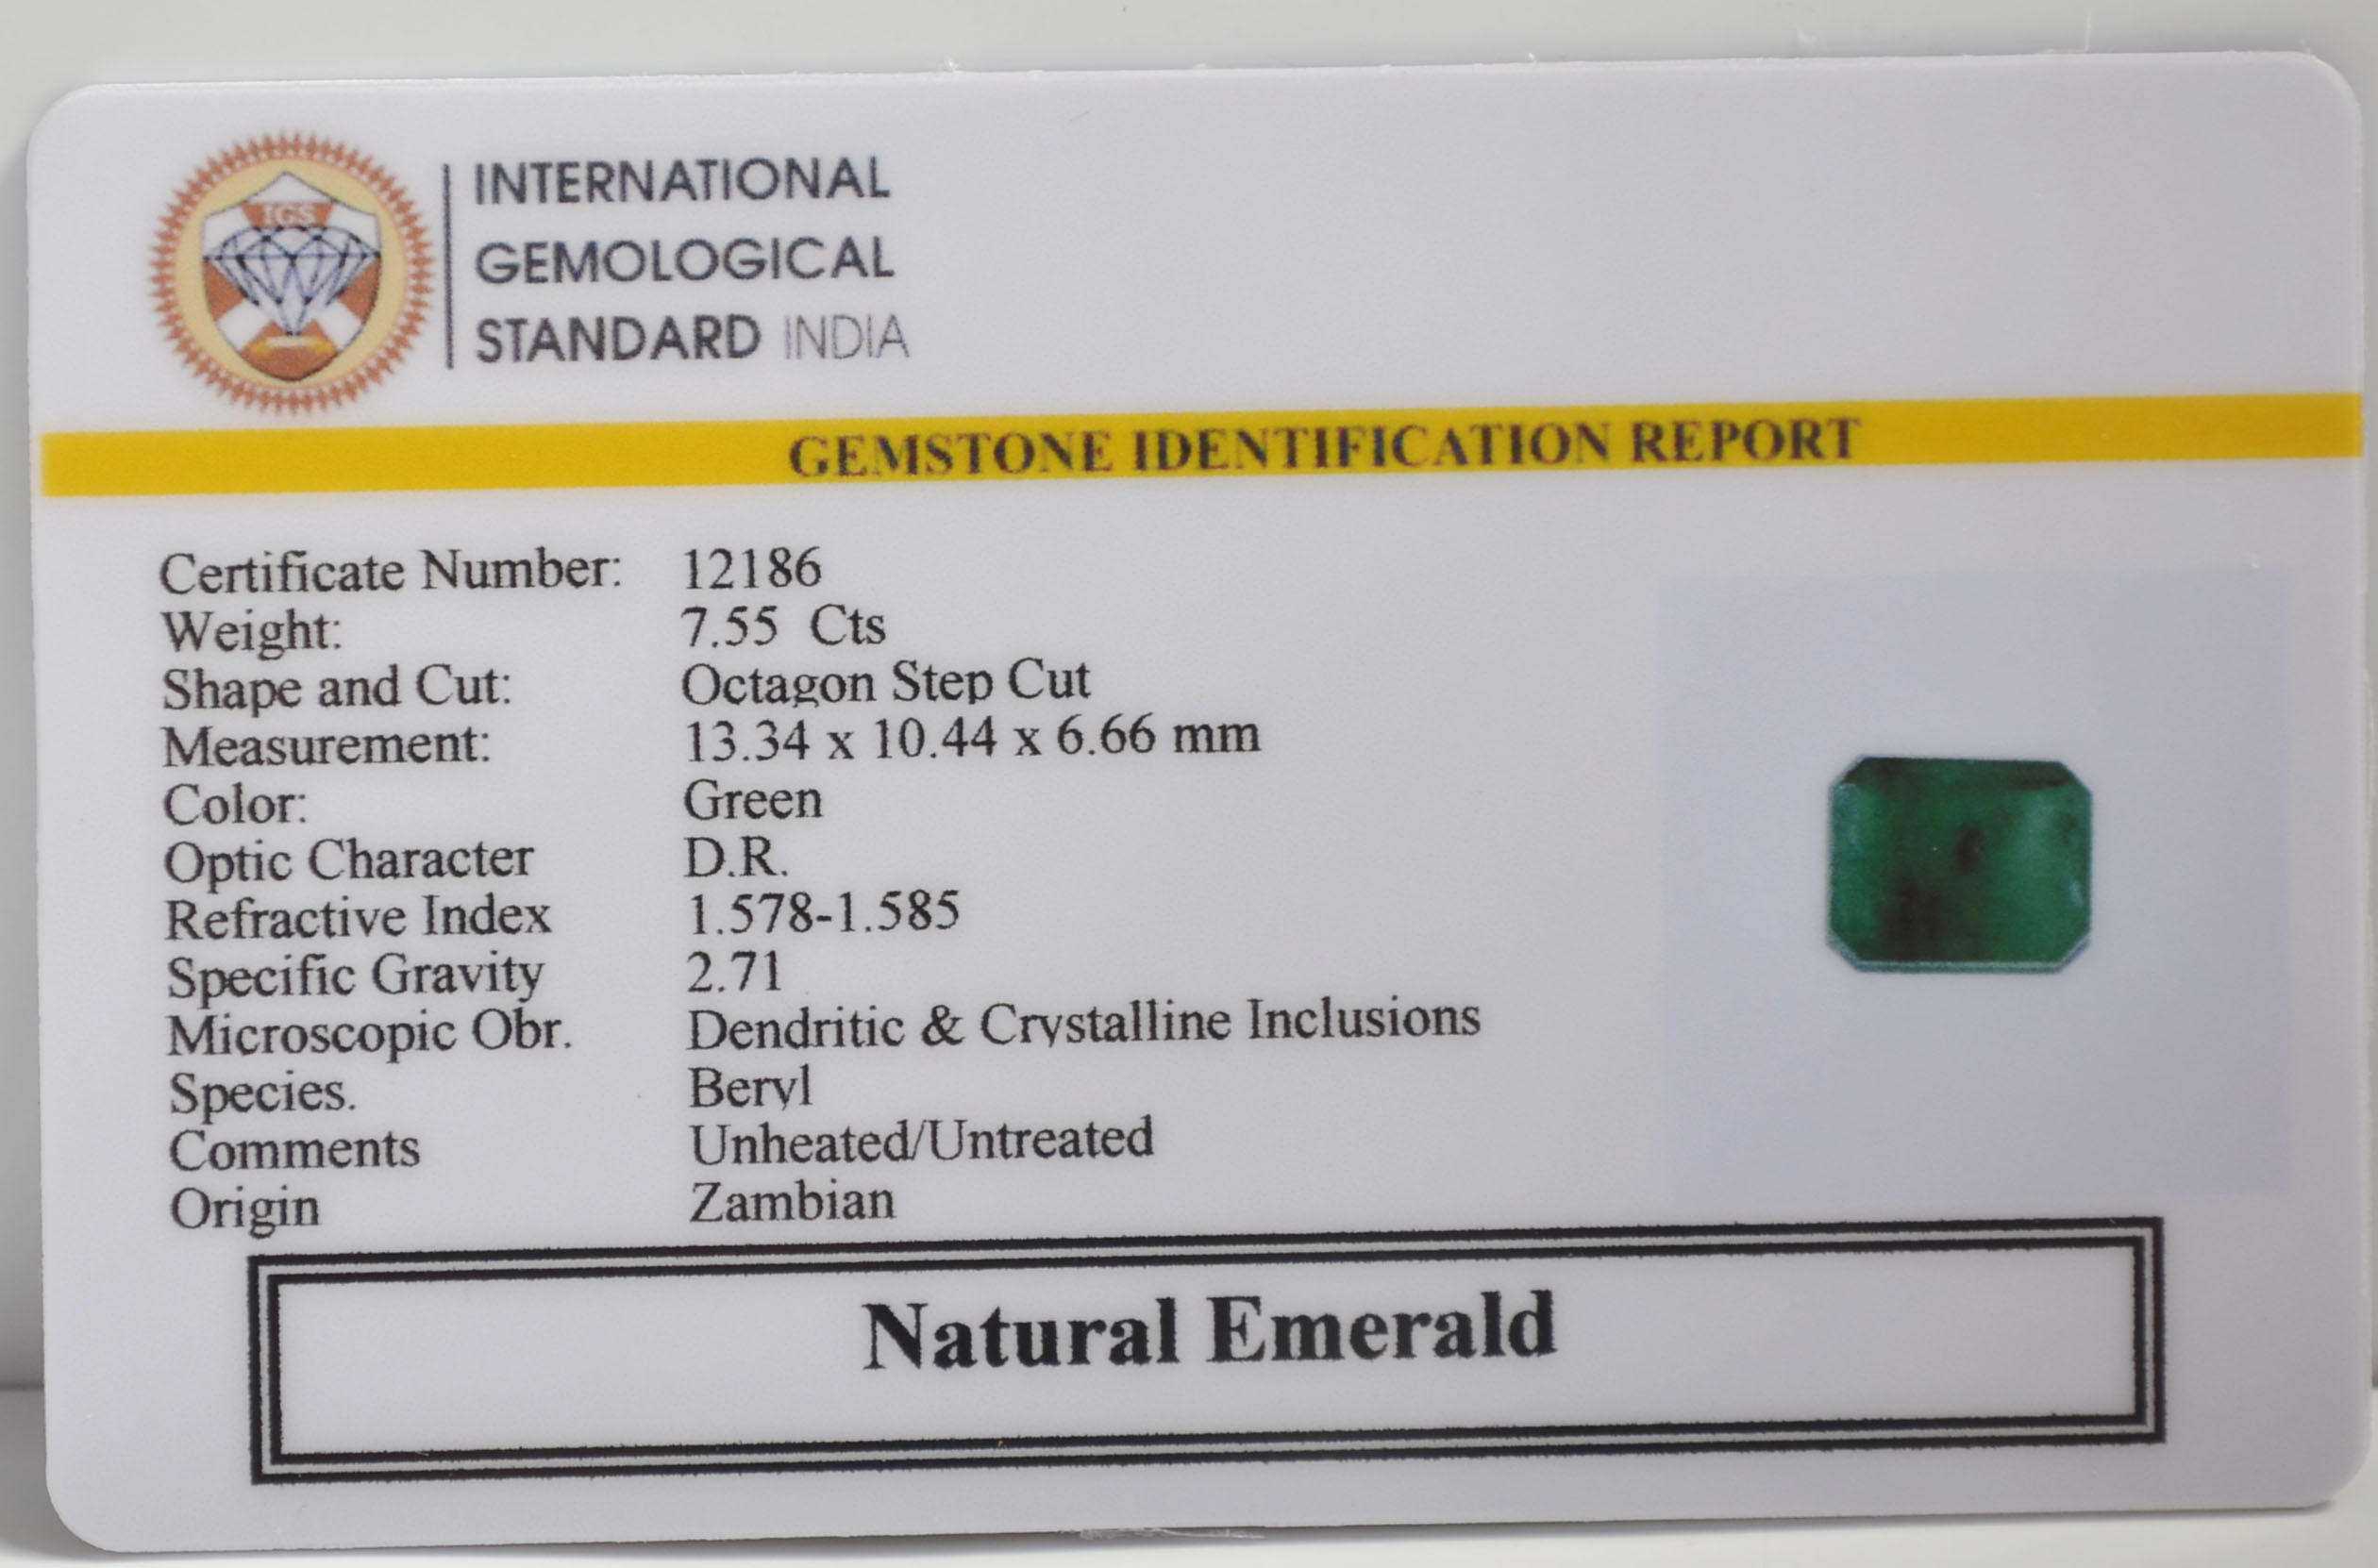 IGS
INTERNATIONAL
GEMOLOGICAL
STANDARD INDIA
GEMSTONE IDENTIFICATION REPORT
Certificate Number: 12186
Weight: 7.55 Cts
Shape and Cut: Octagon Step Cut
Measurement: 13.34 x 10.44 x 6.66 mm
Color: Green
Optic Character D.R.
Refractive Index 1.578-1.585
Specific Gravity 2.71
Microscopic Obr. Dendritic & Crystalline Inclusions
Species. Beryl
Comments Unheated/Untreated
Origin Zambian
Natural Emerald